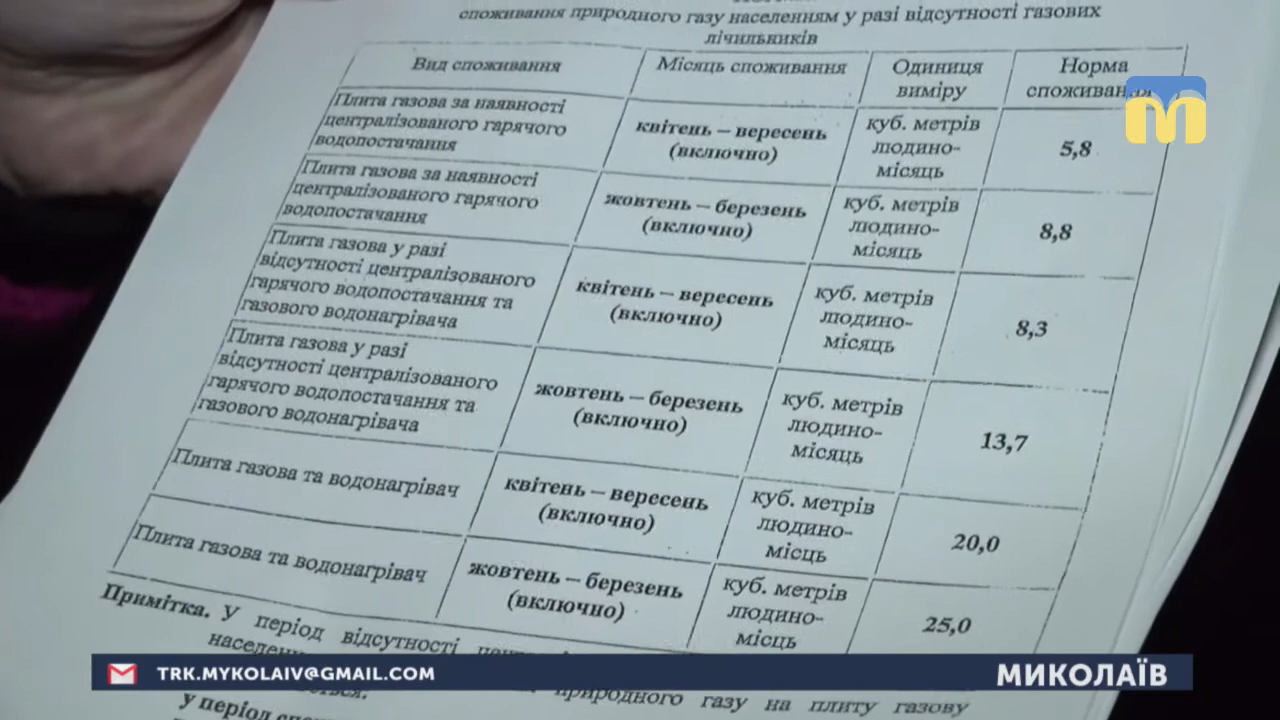 споживання природного газу населенням у разі відсутності газових
лічильників
Вид споживання
Місяць споживання
Одиниця
виміру
Норма
споживання
Плита газова за наявності
централізованого гарячого
водопостачання
квітень – вересень
(включно)
куб. метрів
людино-
місяць
5,8
Плита газова за наявності
централізованого гарячого
водопостачання
жовтень – березень
(включно)
куб. метрів
людино-
місяць
8,8
Плита газова у разі
відсутності централізованого
гарячого водопостачання та
газового водонагрівача
квітень – вересень
(включно)
куб. метрів
людино-
місяць
8,3
Плита газова у разі
відсутності централізованого
гарячого водопостачання та
газового водонагрівача
жовтень – березень
(включно)
куб. метрів
людино-
місяць
13,7
Плита газова та водонагрівач
квітень – вересень
(включно)
куб. метрів
людино-
місць
20,0
Плита газова та водонагрівач
жовтень – березень
(включно)
куб. метрів
людино-
місць
25,0
Примітка. У період відсутності
природного газу на плиту газову
У період
TRK.MYKOLAIV@GMAIL.COM
МИКОЛАЇВ